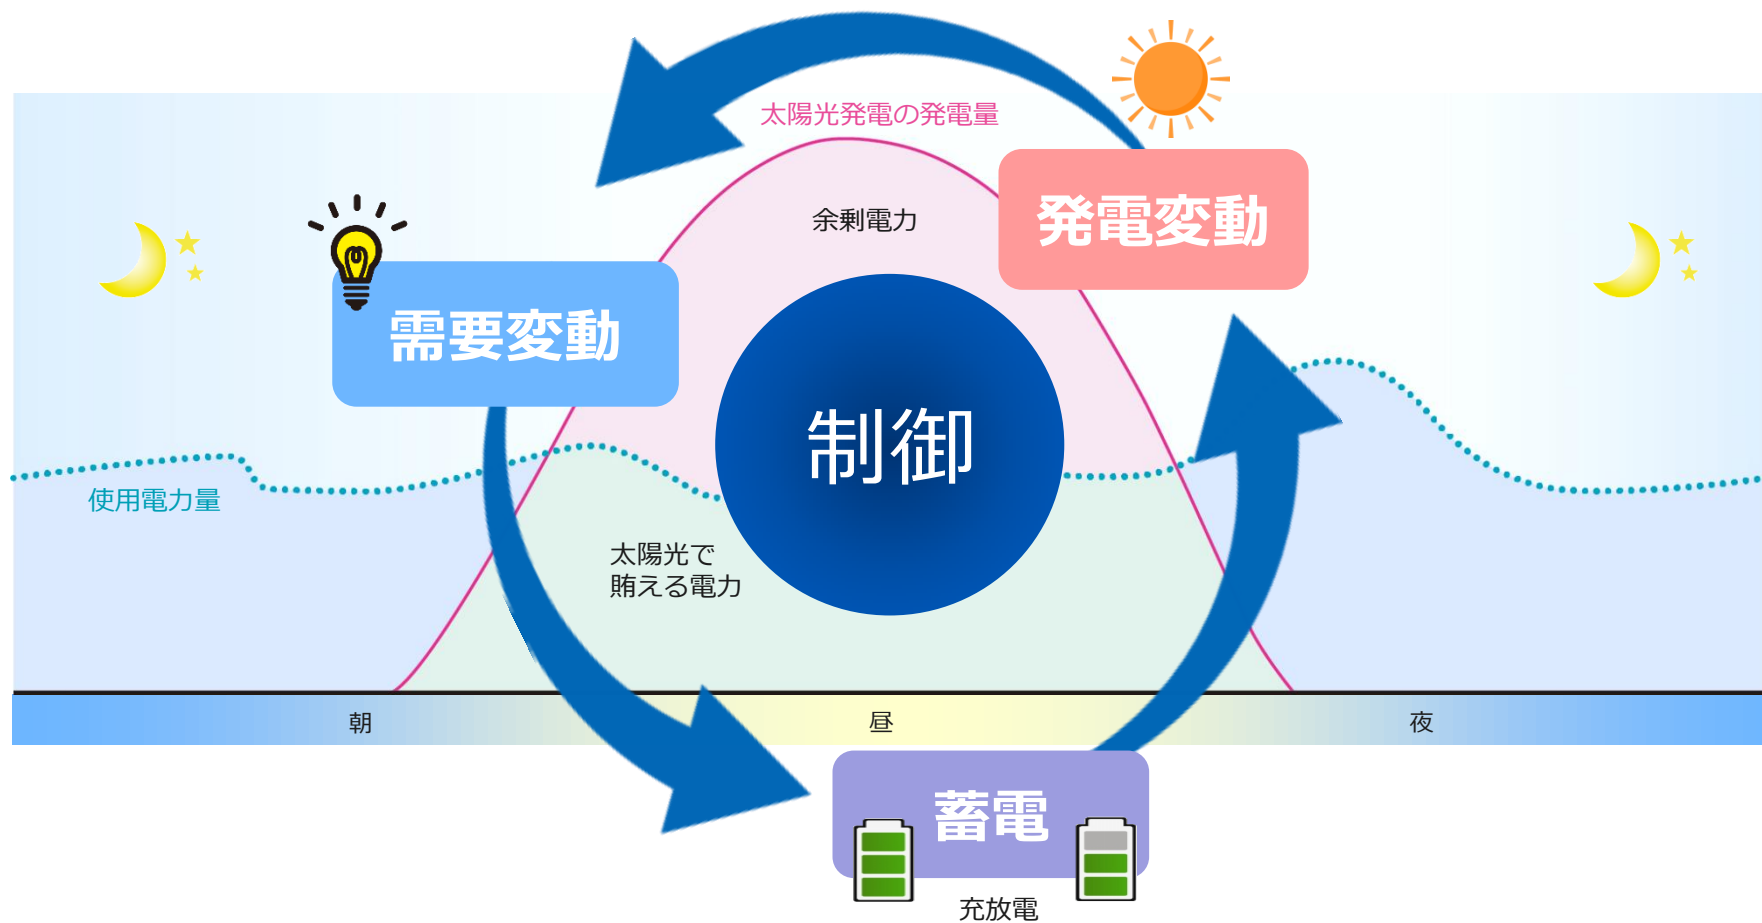 太陽光発電の発電量
発電変動
余剰電力
需要変動
制御
使用電力量
太陽光で
賄える電力
朝
昼
夜
蓄電
充放電